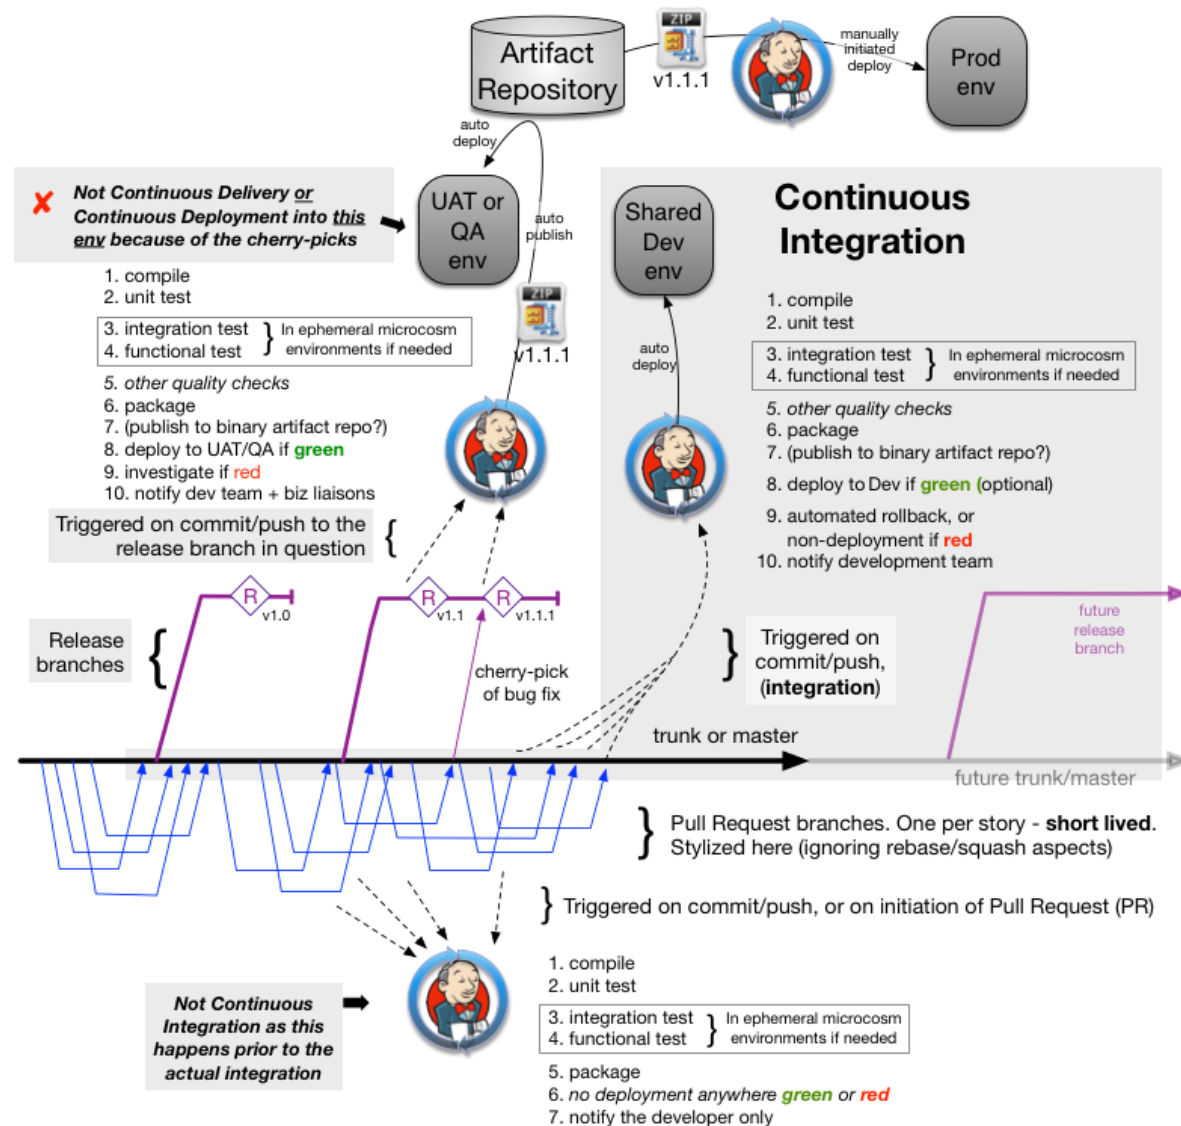 Artifact
Repository
ZIP
v1.1.1
manually
initiated
deploy
Prod
env
auto
deploy
✘ Not Continuous Delivery or
Continuous Deployment into this
env because of the cherry-picks
UAT or
QA
env
auto
publish
ZIP
v1.1.1
1. compile
2. unit test
3. integration test
4. functional test
} In ephemeral microcosm
environments if needed
5. other quality checks
6. package
7. (publish to binary artifact repo?)
8. deploy to UAT/QA if green
9. investigate if red
10. notify dev team + biz liaisons
Triggered on commit/push to the
release branch in question
{
Shared
Dev
env
auto
deploy
Continuous
Integration
1. compile
2. unit test
3. integration test
4. functional test
} In ephemeral microcosm
environments if needed
5. other quality checks
6. package
7. (publish to binary artifact repo?)
8. deploy to Dev if green (optional)
9. automated rollback, or
non-deployment if red
10. notify development team
Release
branches
{
R
v1.0
R
v1.1
R
v1.1.1
cherry-pick
of bug fix
} Triggered on
commit/push,
(integration)
future
release
branch
trunk or master
future trunk/master
} Pull Request branches. One per story - short lived.
Stylized here (ignoring rebase/squash aspects)
} Triggered on commit/push, or on initiation of Pull Request (PR)
Not Continuous
Integration as this
happens prior to the
actual integration
1. compile
2. unit test
3. integration test
4. functional test
} In ephemeral microcosm
environments if needed
5. package
6. no deployment anywhere green or red
7. notify the developer only